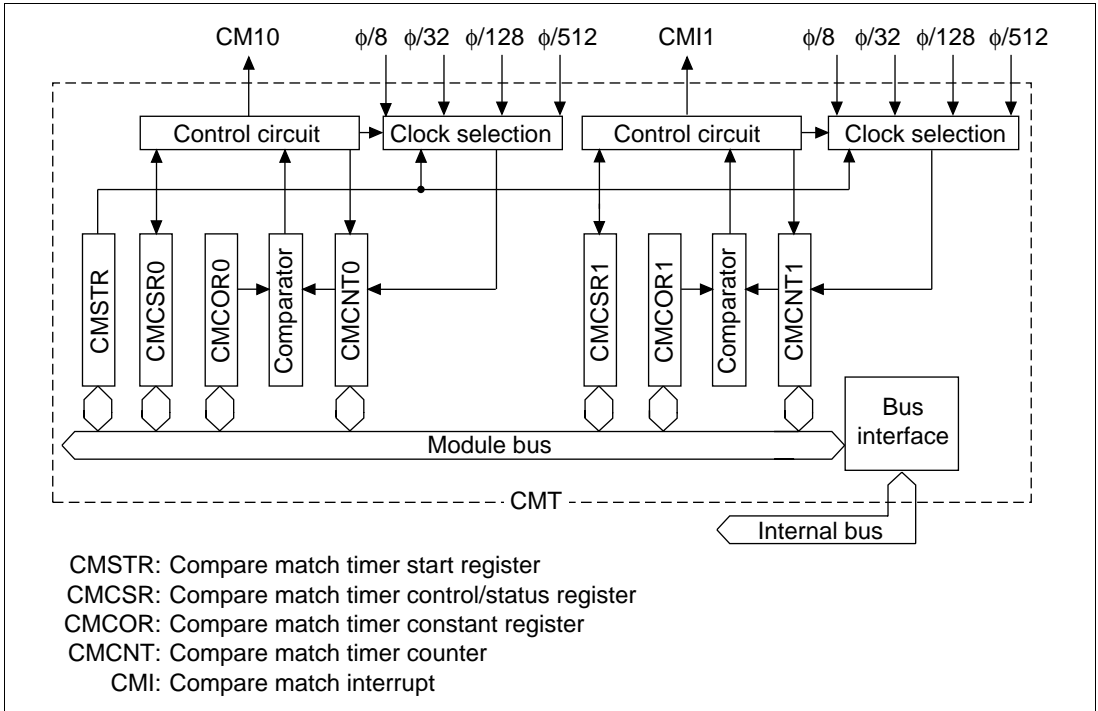 CM10 ϕ/8 ϕ/32 ϕ/128 ϕ/512 CMI1 ϕ/8 ϕ/32 ϕ/128 ϕ/512
Control circuit Clock selection Control circuit Clock selection
CMSTR CMCSR0 CMCOR0 Comparator CMCNT0 CMCSR1 CMCOR1 Comparator CMCNT1
Bus
interface
Module bus
CMT
Internal bus
CMSTR: Compare match timer start register
CMCSR: Compare match timer control/status register
CMCOR: Compare match timer constant register
CMCNT: Compare match timer counter
CMI: Compare match interrupt